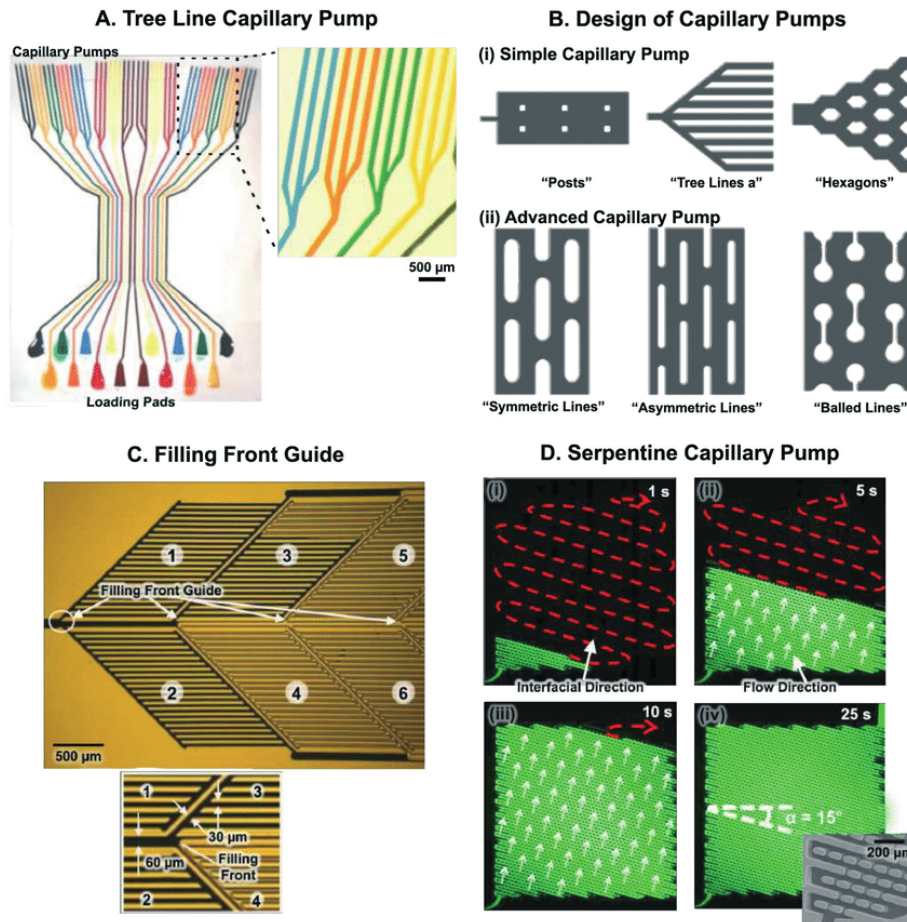 A. Tree Line Capillary Pump
Capillary Pumps
500 µm
Loading Pads
B. Design of Capillary Pumps
(i) Simple Capillary Pump
“Posts”
“Tree Lines a”
“Hexagons”
(ii) Advanced Capillary Pump
“Symmetric Lines”
“Asymmetric Lines”
“Balled Lines”
C. Filling Front Guide
1
3
5
Filling Front Guide
2
4
6
500 µm
1
3
30 µm
60 µm
Filling
Front
2
4
D. Serpentine Capillary Pump
(i)
1 s
Interfacial Direction
(ii)
5 s
Flow Direction
(iii)
10 s
(iv)
25 s
α = 15°
200 µm